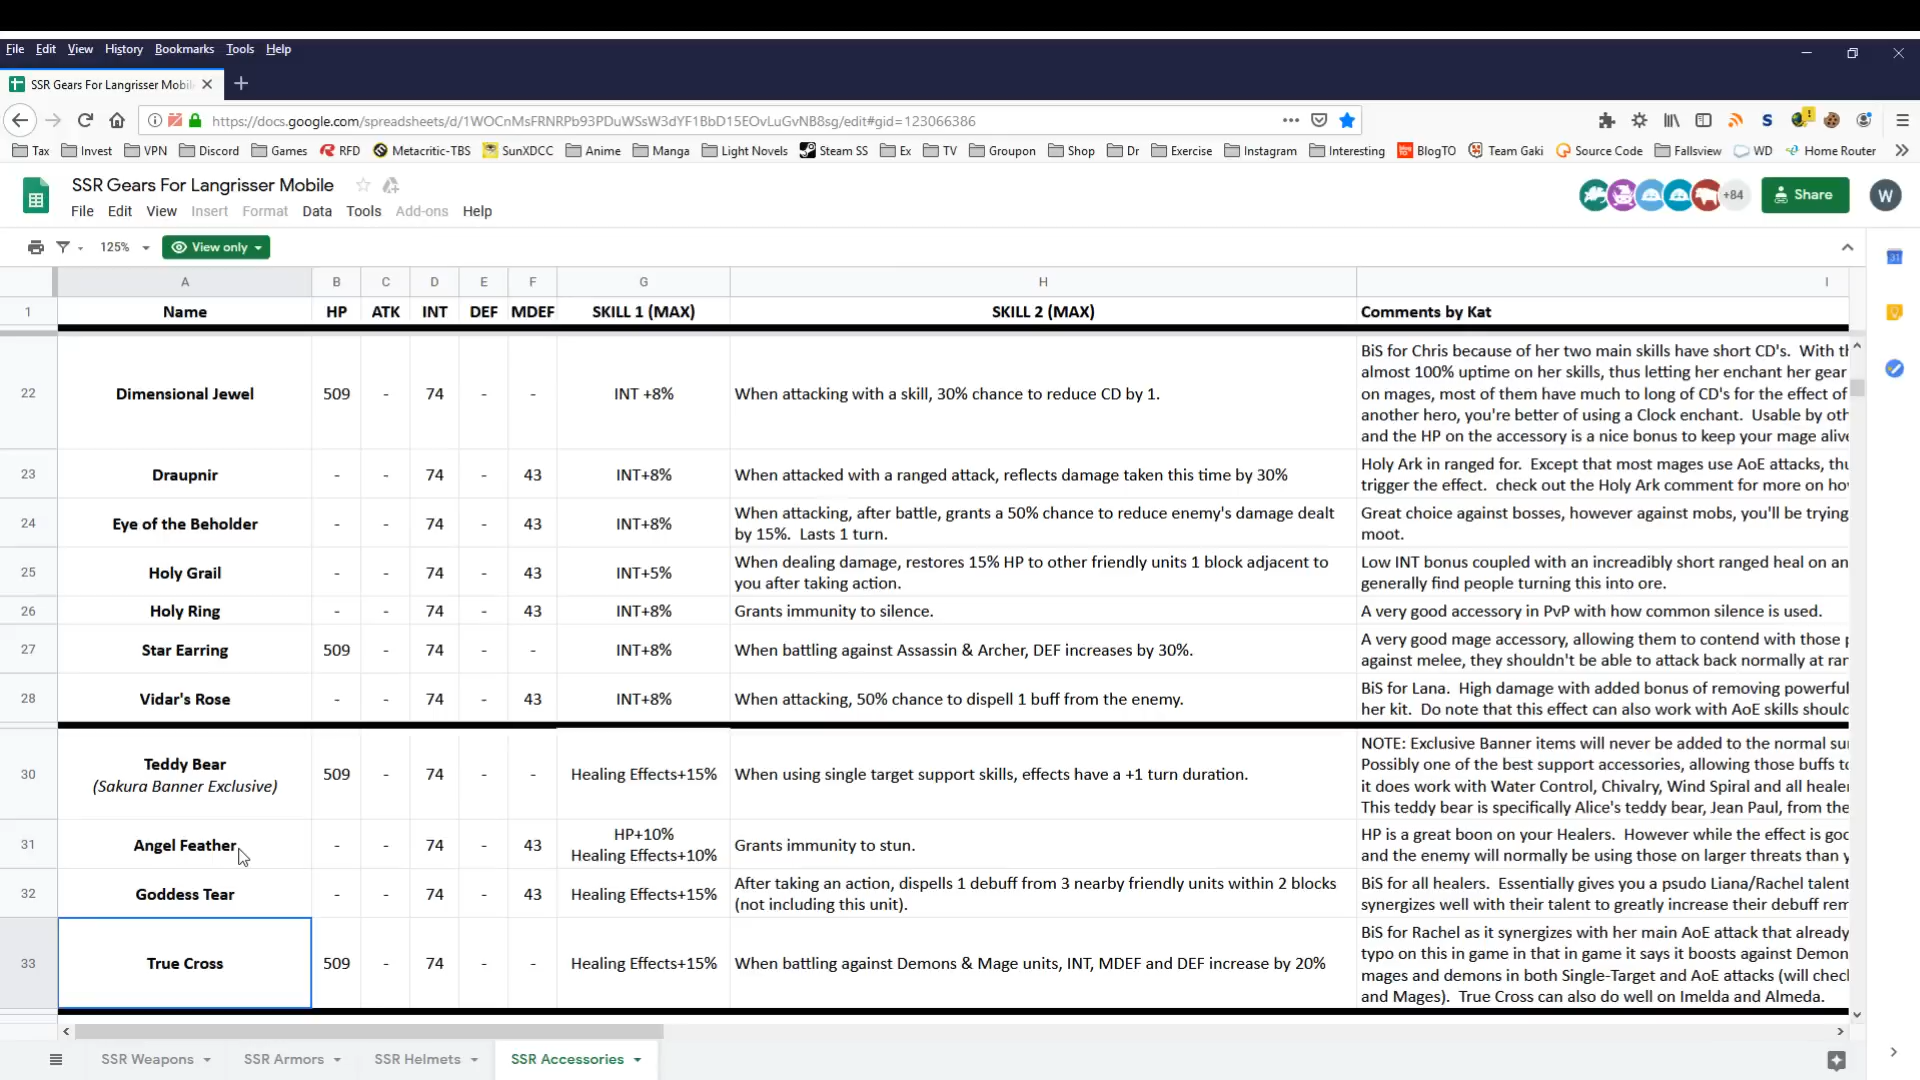 File Edit View History Bookmarks Tools Help
SSR Gears For Langrisser Mobil
https://docs.google.com/spreadsheets/d/1WOCnMsFRNRPb93PDuWSsW3dYF1BbD15EOvLuGvNB8sg/edit#gid=123066386
Tax Invest VPN Discord Games RFD Metacritic-TBS SunXDCC Anime Manga Light Novels Steam SS Ex TV Groupon Shop Dr Exercise Instagram Interesting BlogTO Team Gaki Source Code Fallsview WD Home Router
SSR Gears For Langrisser Mobile
+84 Share W
File Edit View Insert Format Data Tools Add-ons Help
125% View only
31
A B C D E F G H I
1 Name HP ATK INT DEF MDEF SKILL 1 (MAX) SKILL 2 (MAX) Comments by Kat
22 Dimensional Jewel 509 - 74 - - INT +8% When attacking with a skill, 30% chance to reduce CD by 1.
BiS for Chris because of her two main skills have short CD's. With th
almost 100% uptime on her skills, thus letting her enchant her gear
on mages, most of them have much to long of CD's for the effect of
another hero, you're better of using a Clock enchant. Usable by oth
and the HP on the accessory is a nice bonus to keep your mage alive
23 Draupnir - - 74 - 43 INT+8% When attacked with a ranged attack, reflects damage taken this time by 30%
Holy Ark in ranged for. Except that most mages use AoE attacks, thu
trigger the effect. check out the Holy Ark comment for more on ho
24 Eye of the Beholder - - 74 - 43 INT+8% When attacking, after battle, grants a 50% chance to reduce enemy's damage dealt
by 15%. Lasts 1 turn.
Great choice against bosses, however against mobs, you'll be trying
moot.
25 Holy Grail - - 74 - 43 INT+5% When dealing damage, restores 15% HP to other friendly units 1 block adjacent to
you after taking action.
Low INT bonus coupled with an incredibly short ranged heal on an
generally find people turning this into ore.
26 Holy Ring - - 74 - 43 INT+8% Grants immunity to silence. A very good accessory in PvP with how common silence is used.
27 Star Earring 509 - 74 - - INT+8% When battling against Assassin & Archer, DEF increases by 30%.
A very good mage accessory, allowing them to contend with those p
against melee, they shouldn't be able to attack back normally at ran
28 Vidar's Rose - - 74 - 43 INT+8% When attacking, 50% chance to dispell 1 buff from the enemy.
BiS for Lana. High damage with added bonus of removing powerful
her kit. Do note that this effect can also work with AoE skills should
30 Teddy Bear
(Sakura Banner Exclusive) 509 - 74 - - Healing Effects+15% When using single target support skills, effects have a +1 turn duration.
NOTE: Exclusive Banner items will never be added to the normal su
Possibly one of the best support accessories, allowing those buffs to
it does work with Water Control, Chivalry, Wind Spiral and all healer
This teddy bear is specifically Alice's teddy bear, Jean Paul, from the
31 Angel Feather - - 74 - 43 HP+10%
Healing Effects+10% Grants immunity to stun.
HP is a great boon on your Healers. However while the effect is goo
and the enemy will normally be using those on larger threats than y
32 Goddess Tear - - 74 - 43 Healing Effects+15% After taking an action, dispells 1 debuff from 3 nearby friendly units within 2 blocks
(not including this unit).
BiS for all healers. Essentially gives you a psudo Liana/Rachel talent
synergizes well with their talent to greatly increase their debuff rem
33 True Cross 509 - 74 - - Healing Effects+15% When battling against Demons & Mage units, INT, MDEF and DEF increase by 20%
BiS for Rachel as it synergizes with her main AoE attack that already
typo on this in game in that in game it says it boosts against Demon
mages and demons in both Single-Target and AoE attacks (will chec
and Mages). True Cross can also do well on Imelda and Almeda.
SSR Weapons SSR Armors SSR Helmets SSR Accessories